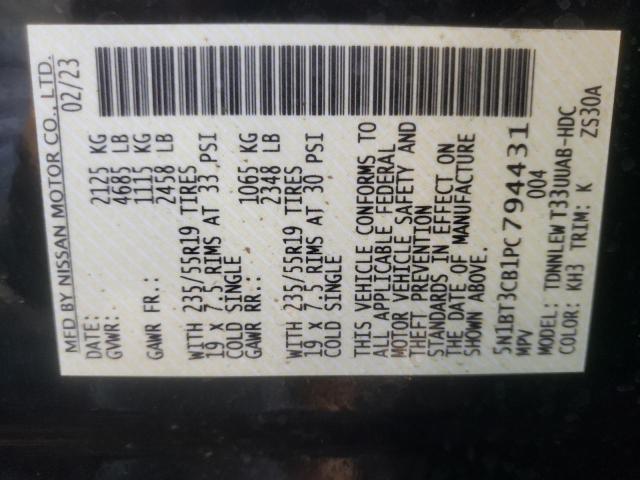 MFD BY NISSAN MOTOR CO., LTD.
DATE: 02/23
GVWR: 2125 KG
4685 LB
GAWR FR.: 1115 KG
2458 LB
WITH 235/55R19 TIRES
19 x 7.5 RIMS AT 33 PSI
COLD SINGLE
GAWR RR.: 1065 KG
2348 LB
WITH 235/55R19 TIRES
19 x 7.5 RIMS AT 30 PSI
COLD SINGLE
THIS VEHICLE CONFORMS TO
ALL APPLICABLE FEDERAL
MOTOR VEHICLE SAFETY AND
THEFT PREVENTION
STANDARDS IN EFFECT ON
THE DATE OF MANUFACTURE
SHOWN ABOVE.
5N1BT3CB1PC794431
MPV 004
MODEL: TDNNLEW T33UUAB-HDC
COLOR: KH3 TRIM: K ZS30A